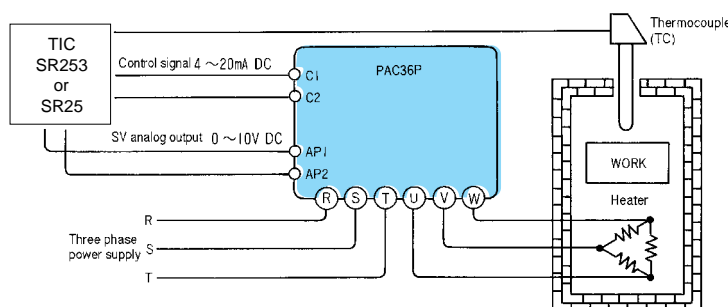 TIC
SR253
or
SR25
Control signal 4 ～20mA DC
SV analog output 0 ～10V DC
PAC36P
C1
C2
AP1
AP2
R S T U V W
R
Three phase
power supply
S
T
Thermocouple
(TC)
WORK
Heater